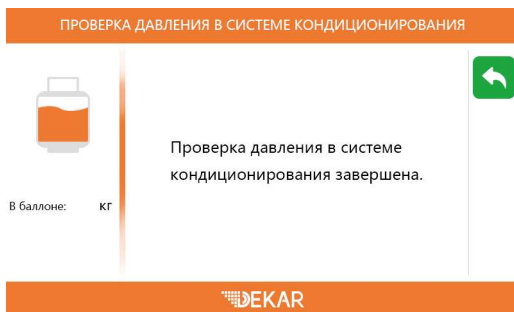 ПРОВЕРКА ДАВЛЕНИЯ В СИСТЕМЕ КОНДИЦИОНИРОВАНИЯ
Проверка давления в системе
кондиционирования завершена.
В баллоне: кг
DEKAR